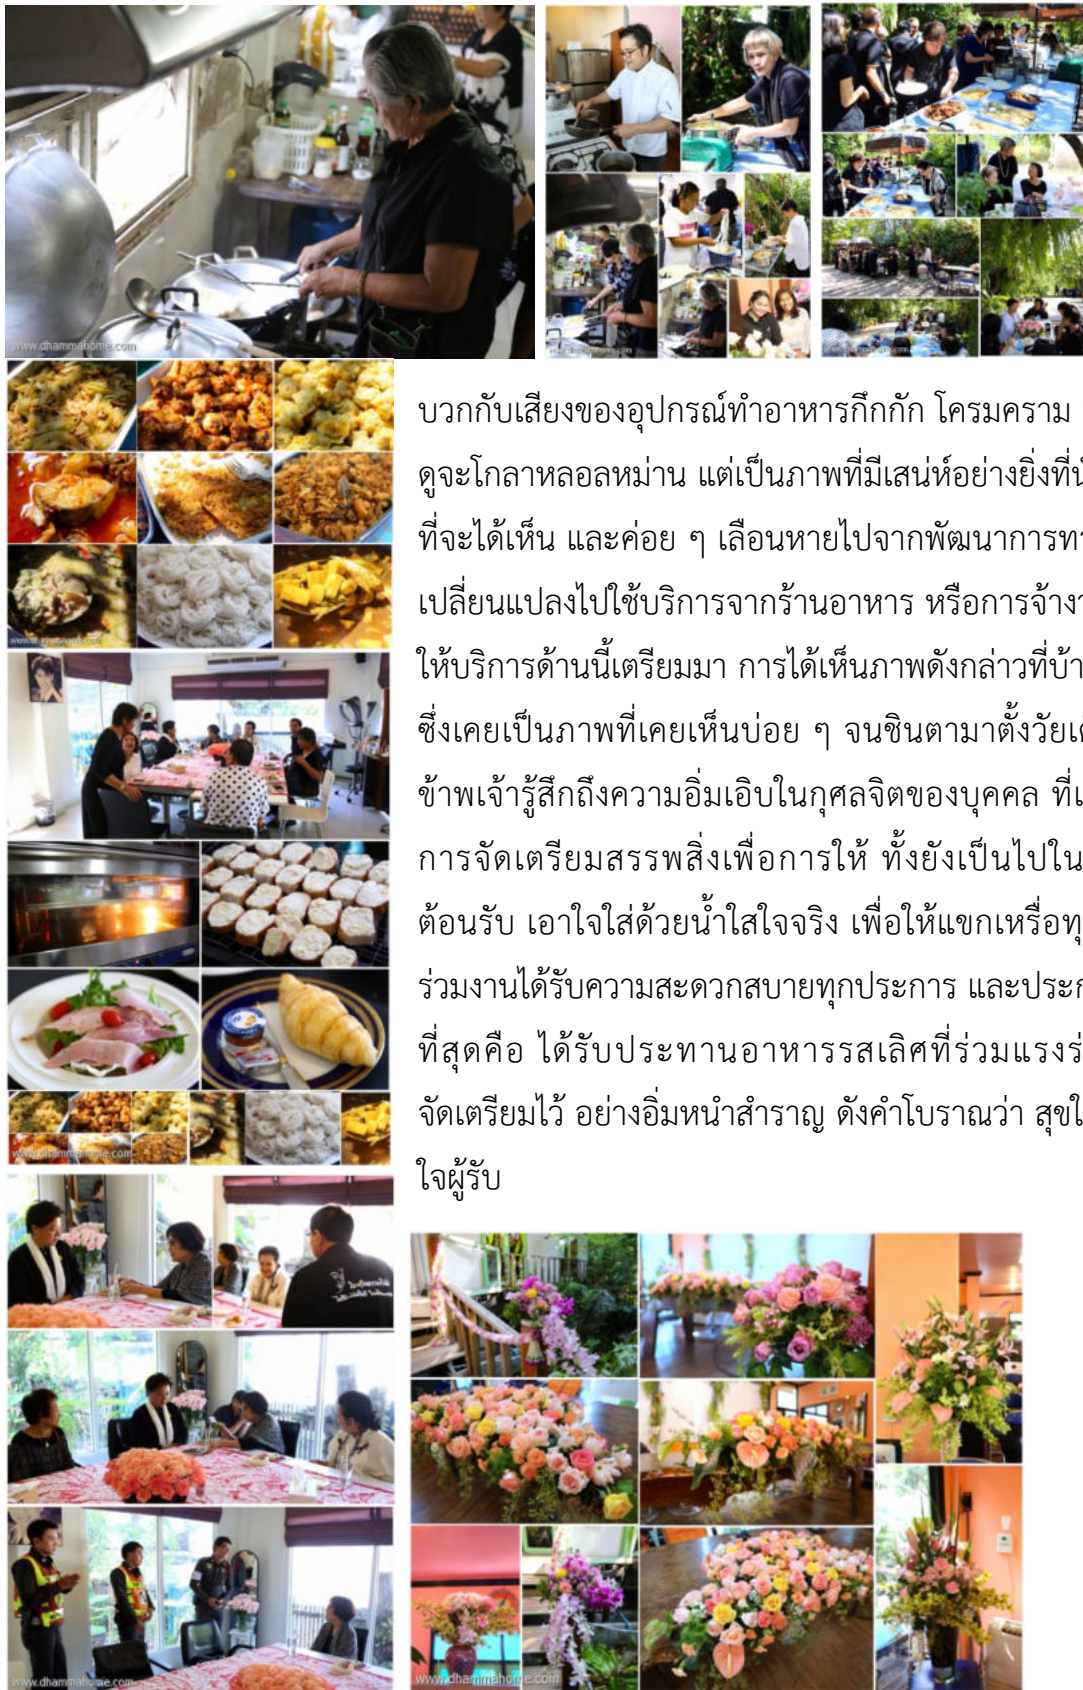 www.dhammahome.com
www.dhammahome.com
บวกกับเสียงของอุปกรณ์ทำอาหารกึกกัก โครมคราม
ดูจะโกลาหลอลหม่าน แต่เป็นภาพที่มีเสน่ห์อย่างยิ่งที่
ที่จะได้เห็น และค่อย ๆ เลือนหายไปจากพัฒนาการ
เปลี่ยนแปลงไปใช้บริการจากร้านอาหาร หรือการ
ให้บริการด้านนี้เตรียมมา การได้เห็นภาพดังกล่าวที่
ซึ่งเคยเป็นภาพที่เคยเห็นบ่อย ๆ จนชินตามาตั้งวัย
ข้าพเจ้ารู้สึกถึงความอิ่มเอิบในกุศลจิตของบุคคล
การจัดเตรียมสรรพสิ่งเพื่อการให้ ทั้งยังเป็นไปใน
ต้อนรับ เอาใจใส่ด้วยน้ำใสใจจริง เพื่อให้แขกเหรื่อ
ร่วมงานได้รับความสะดวกสบายทุกประการ
ที่สุดคือ ได้รับประทานอาหารรสเลิศที่ร่วมแรง
จัดเตรียมไว้ อย่างอิ่มหนำสำราญ ดังคำโบราณว่า
ใจผู้รับ
www.dhammahome.com
www.dhammahome.com
www.dhammahome.com
www.dhammahome.com